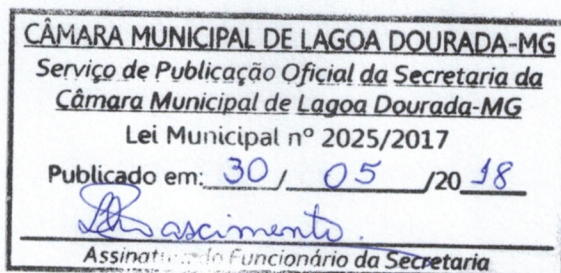 CÂMARA MUNICIPAL DE LAGOA DOURADA-MG
Serviço de Publicação Oficial da Secretaria da
Câmara Municipal de Lagoa Dourada-MG
Lei Municipal nº 2025/2017
Publicado em: 30 / 05 /20 18
Nascimento.
Funcionário da Secretaria